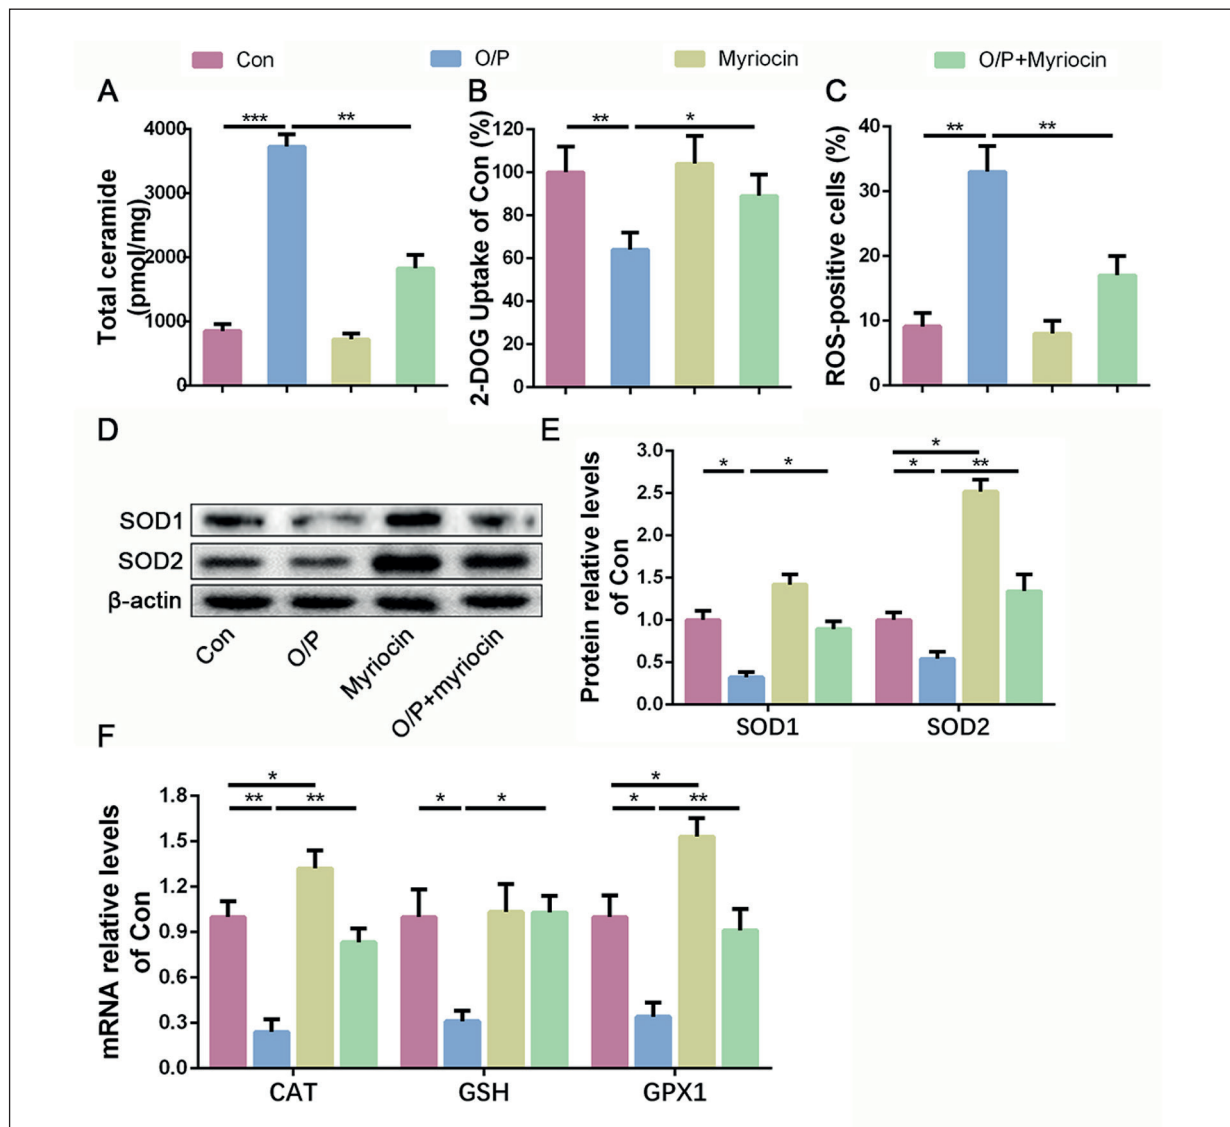 Con O/P Myriocin O/P+Myriocin
A B C
*** **
Total ceramide
(pmol/mg)
4000
3000
2000
1000
0
** *
2-DOG Uptake of Con (%)
120
100
80
60
40
20
0
** **
ROS-positive cells (%)
40
30
20
10
0
D
SOD1
SOD2
β-actin
Con O/P Myriocin O/P+myriocin
E
Protein relative levels
of Con
3.0
2.5
2.0
1.5
1.0
0.5
0.0
*
* * * **
SOD1 SOD2
F
mRNA relative levels
of Con
1.8
1.5
1.2
0.9
0.6
0.3
0.0
* *
** ** * * * **
CAT GSH GPX1